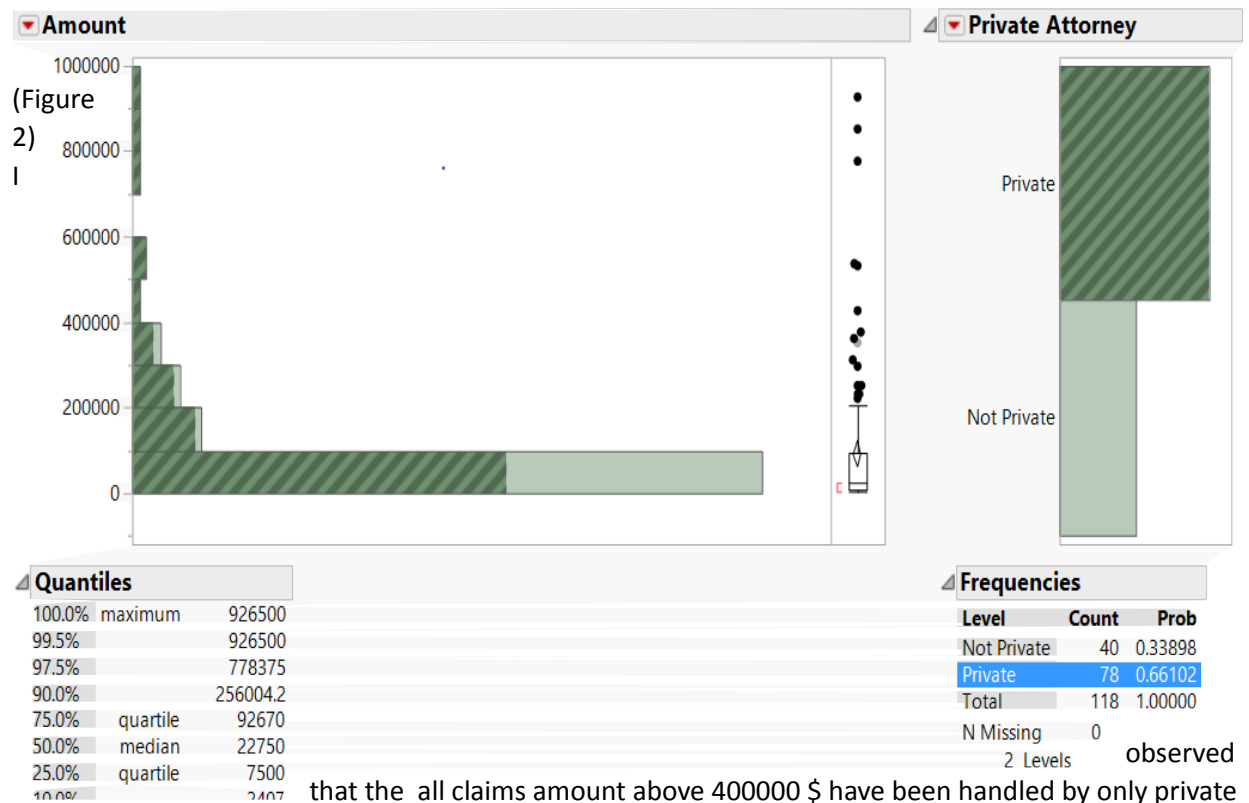 Amount
Private Attorney
1000000
(Figure
2)
800000
I
600000
400000
200000
0
Private
Not Private
Quantiles
100.0% maximum 926500
99.5% 926500
97.5% 778375
90.0% 256004.2
75.0% quartile 92670
50.0% median 22750
25.0% quartile 7500
10.0% 2407
Frequencies
Level Count Prob
Not Private 40 0.33898
Private 78 0.66102
Total 118 1.00000
N Missing 0
2 Levels
observed
that the all claims amount above 400000 $ have been handled by only private